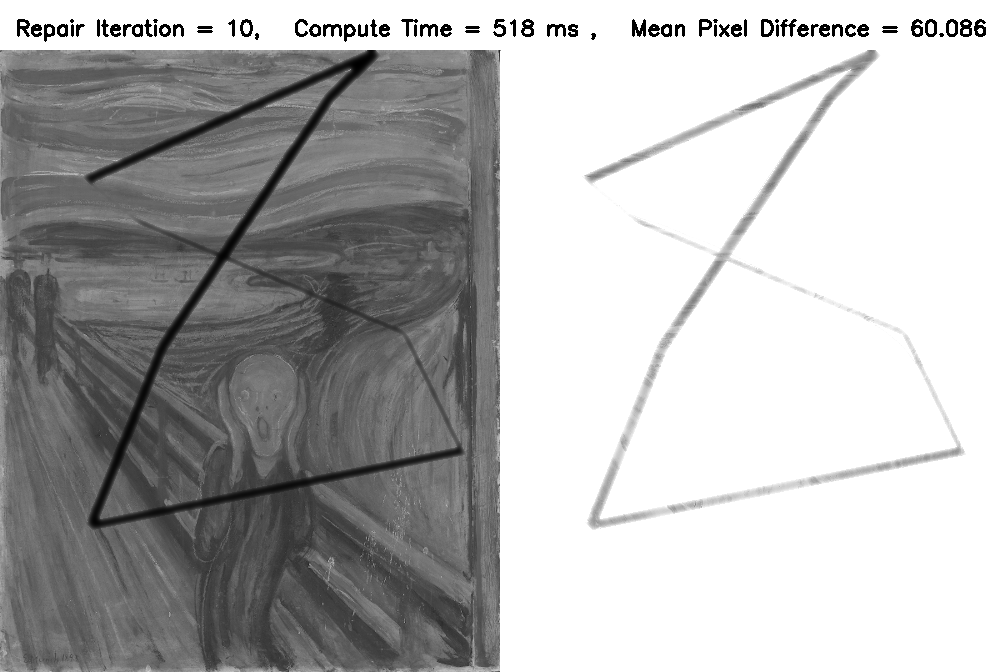 Repair Iteration = 10, Compute Time = 518 ms , Mean Pixel Difference = 60.086